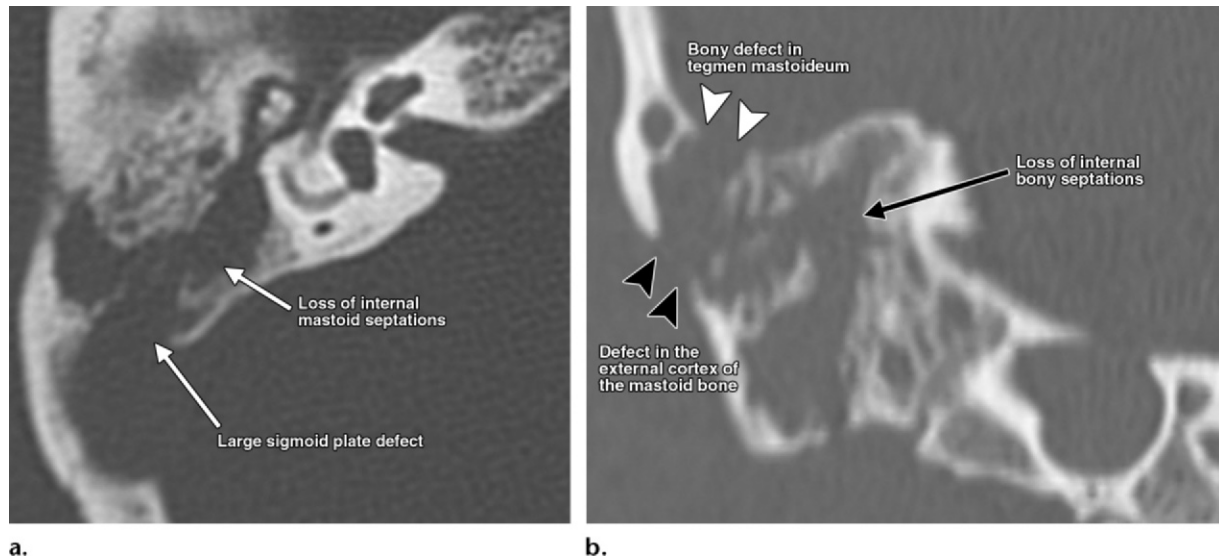 Loss of internal
mastoid septations
Large sigmoid plate defect
a.
Bony defect in
tegmen mastoideum
Loss of internal
bony septations
Defect in the
external cortex of
the mastoid bone
b.